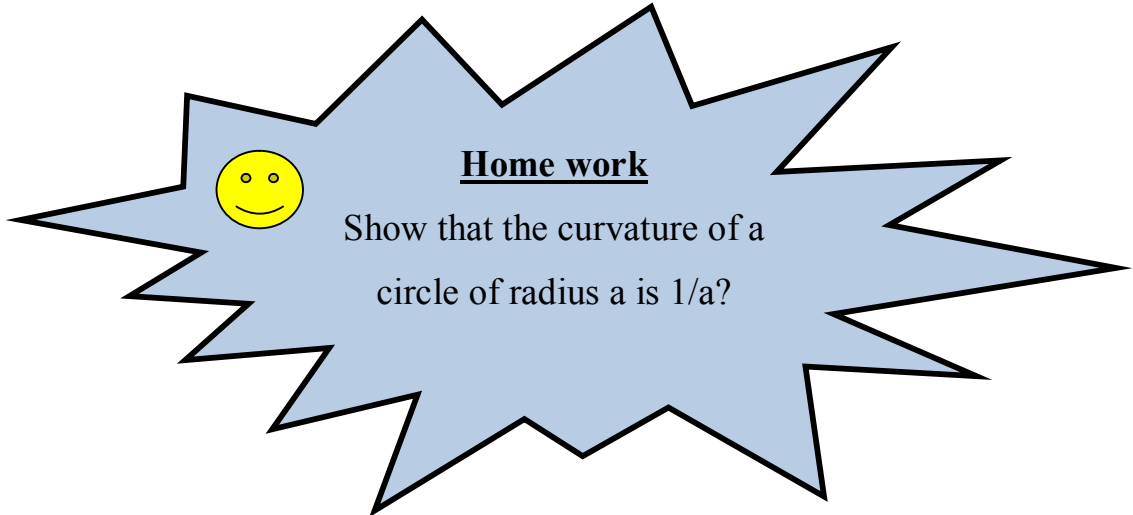 Home work
Show that the curvature of a
circle of radius a is 1/a?